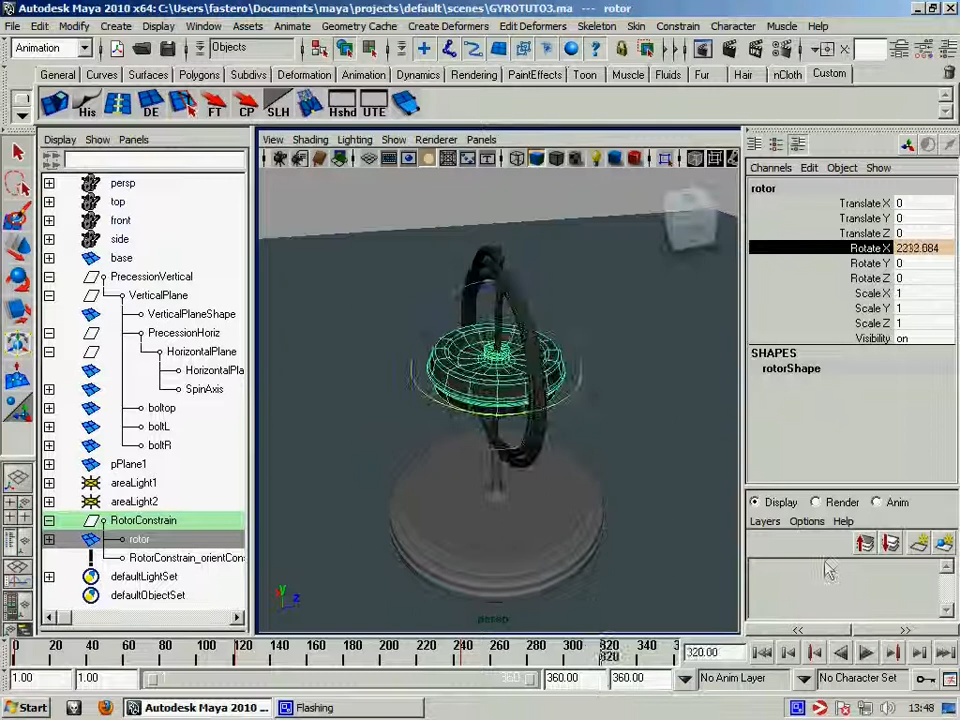 Autodesk Maya 2010 x64: C:\Users\fastero\Documents\maya\projects\default\scenes\GYROTUTO3.ma --- rotor
File Edit Modify Create Display Window Assets Animate Geometry Cache Create Deformers Edit Deformers Skeleton Skin Constrain Character Muscle Help
Animation Objects X:
General Curves Surfaces Subdivs Polygons Deformation Animation Dynamics Rendering PaintEffects Toon Muscle Fluids Fur Hair nCloth Custom
His DE FT CP SLH Hshd UTE
Display Show Panels
View Shading Lighting Show Renderer Panels
Channels Edit Object Show
persp
top
front
side
base
PrecessionVertical
VerticalPlane
VerticalPlaneShape
PrecessionHoriz
HorizontalPlane
HorizontalPla
SpinAxis
boltop
boltL
boltR
pPlane1
areaLight1
areaLight2
RotorConstrain
rotor
RotorConstrain_orientCon
defaultLightSet
defaultObjectSet
y
z
persp
rotor
Translate X 0
Translate Y 0
Translate Z 0
Rotate X 2232.084
Rotate Y 0
Rotate Z 0
Scale X 1
Scale Y 1
Scale Z 1
Visibility on
SHAPES
rotorShape
Display Render Anim
Layers Options Help
0 20 40 60 80 100 120 140 160 180 200 220 240 260 280 300 320 340 36
320
320.00
1.00 1.00 1 360 360.00 360.00 No Anim Layer No Character Set
Start Autodesk Maya 2010 ... Flashing 13:48